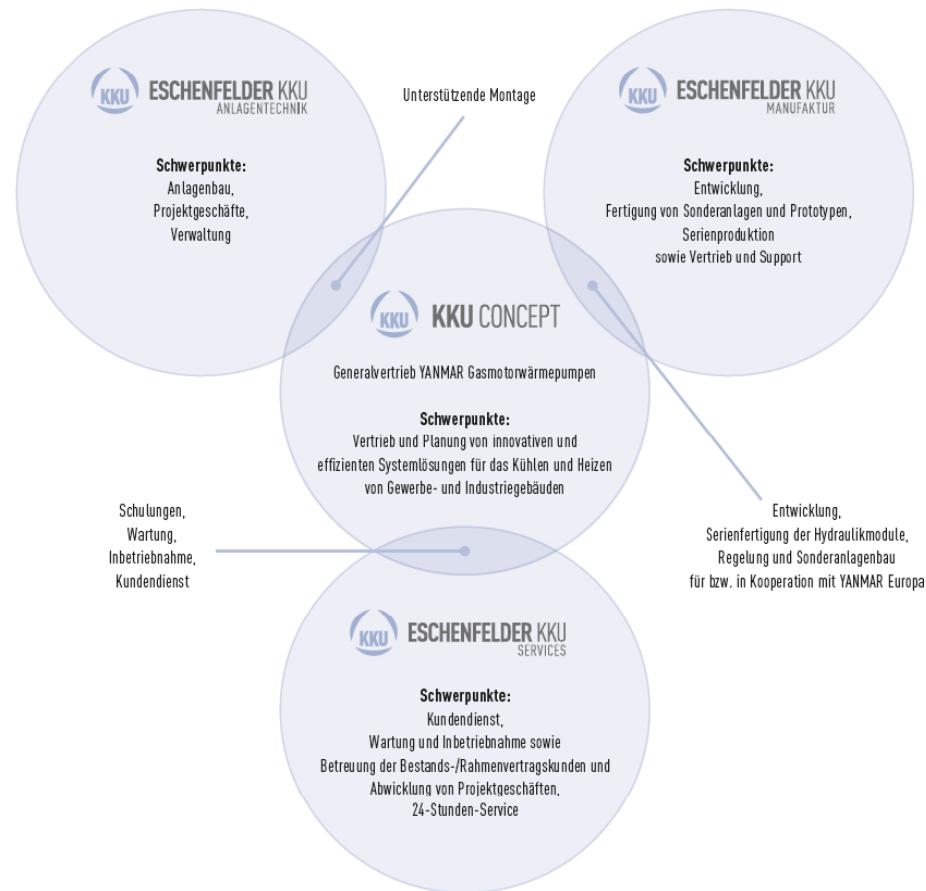 KKU ESCHENFELDER KKU
ANLAGENTECHNIK
Schwerpunkte:
Anlagenbau,
Projektgeschäfte,
Verwaltung
Unterstützende Montage
KKU ESCHENFELDER KKU
MANUFAKTUR
Schwerpunkte:
Entwicklung,
Fertigung von Sonderanlagen und Prototypen,
Serienproduktion
sowie Vertrieb und Support
KKU KKU CONCEPT
Generalvertrieb YANMAR Gasmotorwärmepumpen
Schwerpunkte:
Vertrieb und Planung von innovativen und
effizienten Systemlösungen für das Kühlen und Heizen
von Gewerbe- und Industriegebäuden
Schulungen,
Wartung,
Inbetriebnahme,
Kundendienst
Entwicklung,
Serienfertigung der Hydraulikmodule,
Regelung und Sonderanlagenbau
für bzw. in Kooperation mit YANMAR Europa
KKU ESCHENFELDER KKU
SERVICES
Schwerpunkte:
Kundendienst,
Wartung und Inbetriebnahme sowie
Betreuung der Bestands-/Rahmenvertragskunden und
Abwicklung von Projektgeschäften,
24-Stunden-Service